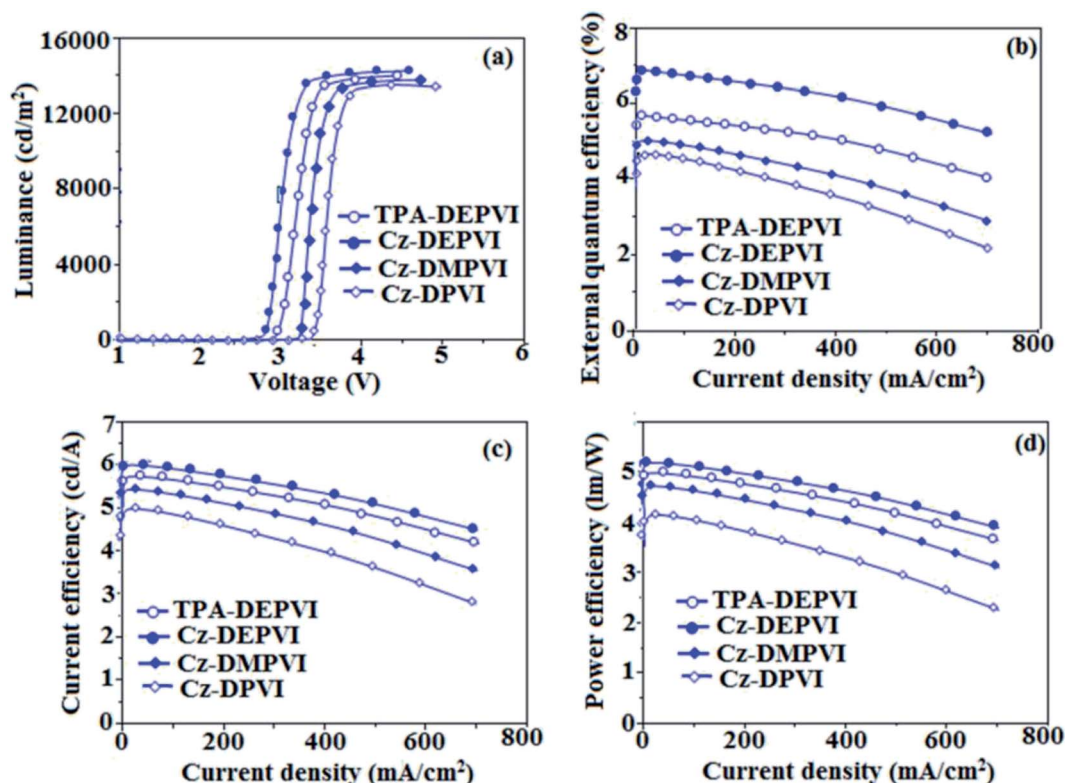 (a)
Luminance (cd/m²)
16000
12000
8000
4000
0
TPA-DEPVI
Cz-DEPVI
Cz-DMPVI
Cz-DPVI
1 2 3 4 5 6
Voltage (V)
(b)
External quantum efficiency (%)
8
6
4
2
0
TPA-DEPVI
Cz-DEPVI
Cz-DMPVI
Cz-DPVI
0 200 400 600 800
Current density (mA/cm²)
(c)
Current efficiency (cd/A)
7
6
5
4
3
2
1
0
TPA-DEPVI
Cz-DEPVI
Cz-DMPVI
Cz-DPVI
0 200 400 600 800
Current density (mA/cm²)
(d)
Power efficiency (lm/W)
5
4
3
2
1
0
TPA-DEPVI
Cz-DEPVI
Cz-DMPVI
Cz-DPVI
0 200 400 600 800
Current density (mA/cm²)